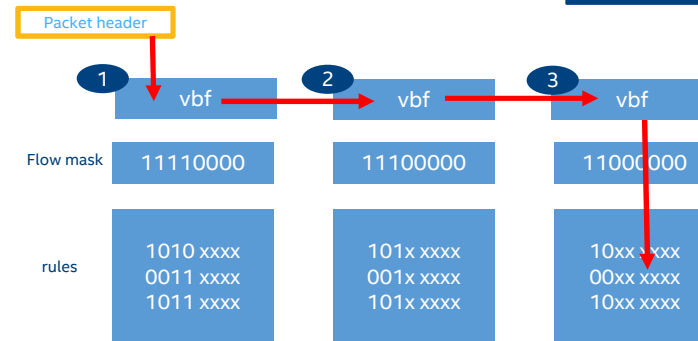 Packet header
1 2 3
vbf vbf vbf
Flow mask 11110000 11100000 11000000
rules
1010 xxxx
0011 xxxx
1011 xxxx
101x xxxx
001x xxxx
101x xxxx
10xx xxxx
00xx xxxx
10xx xxxx